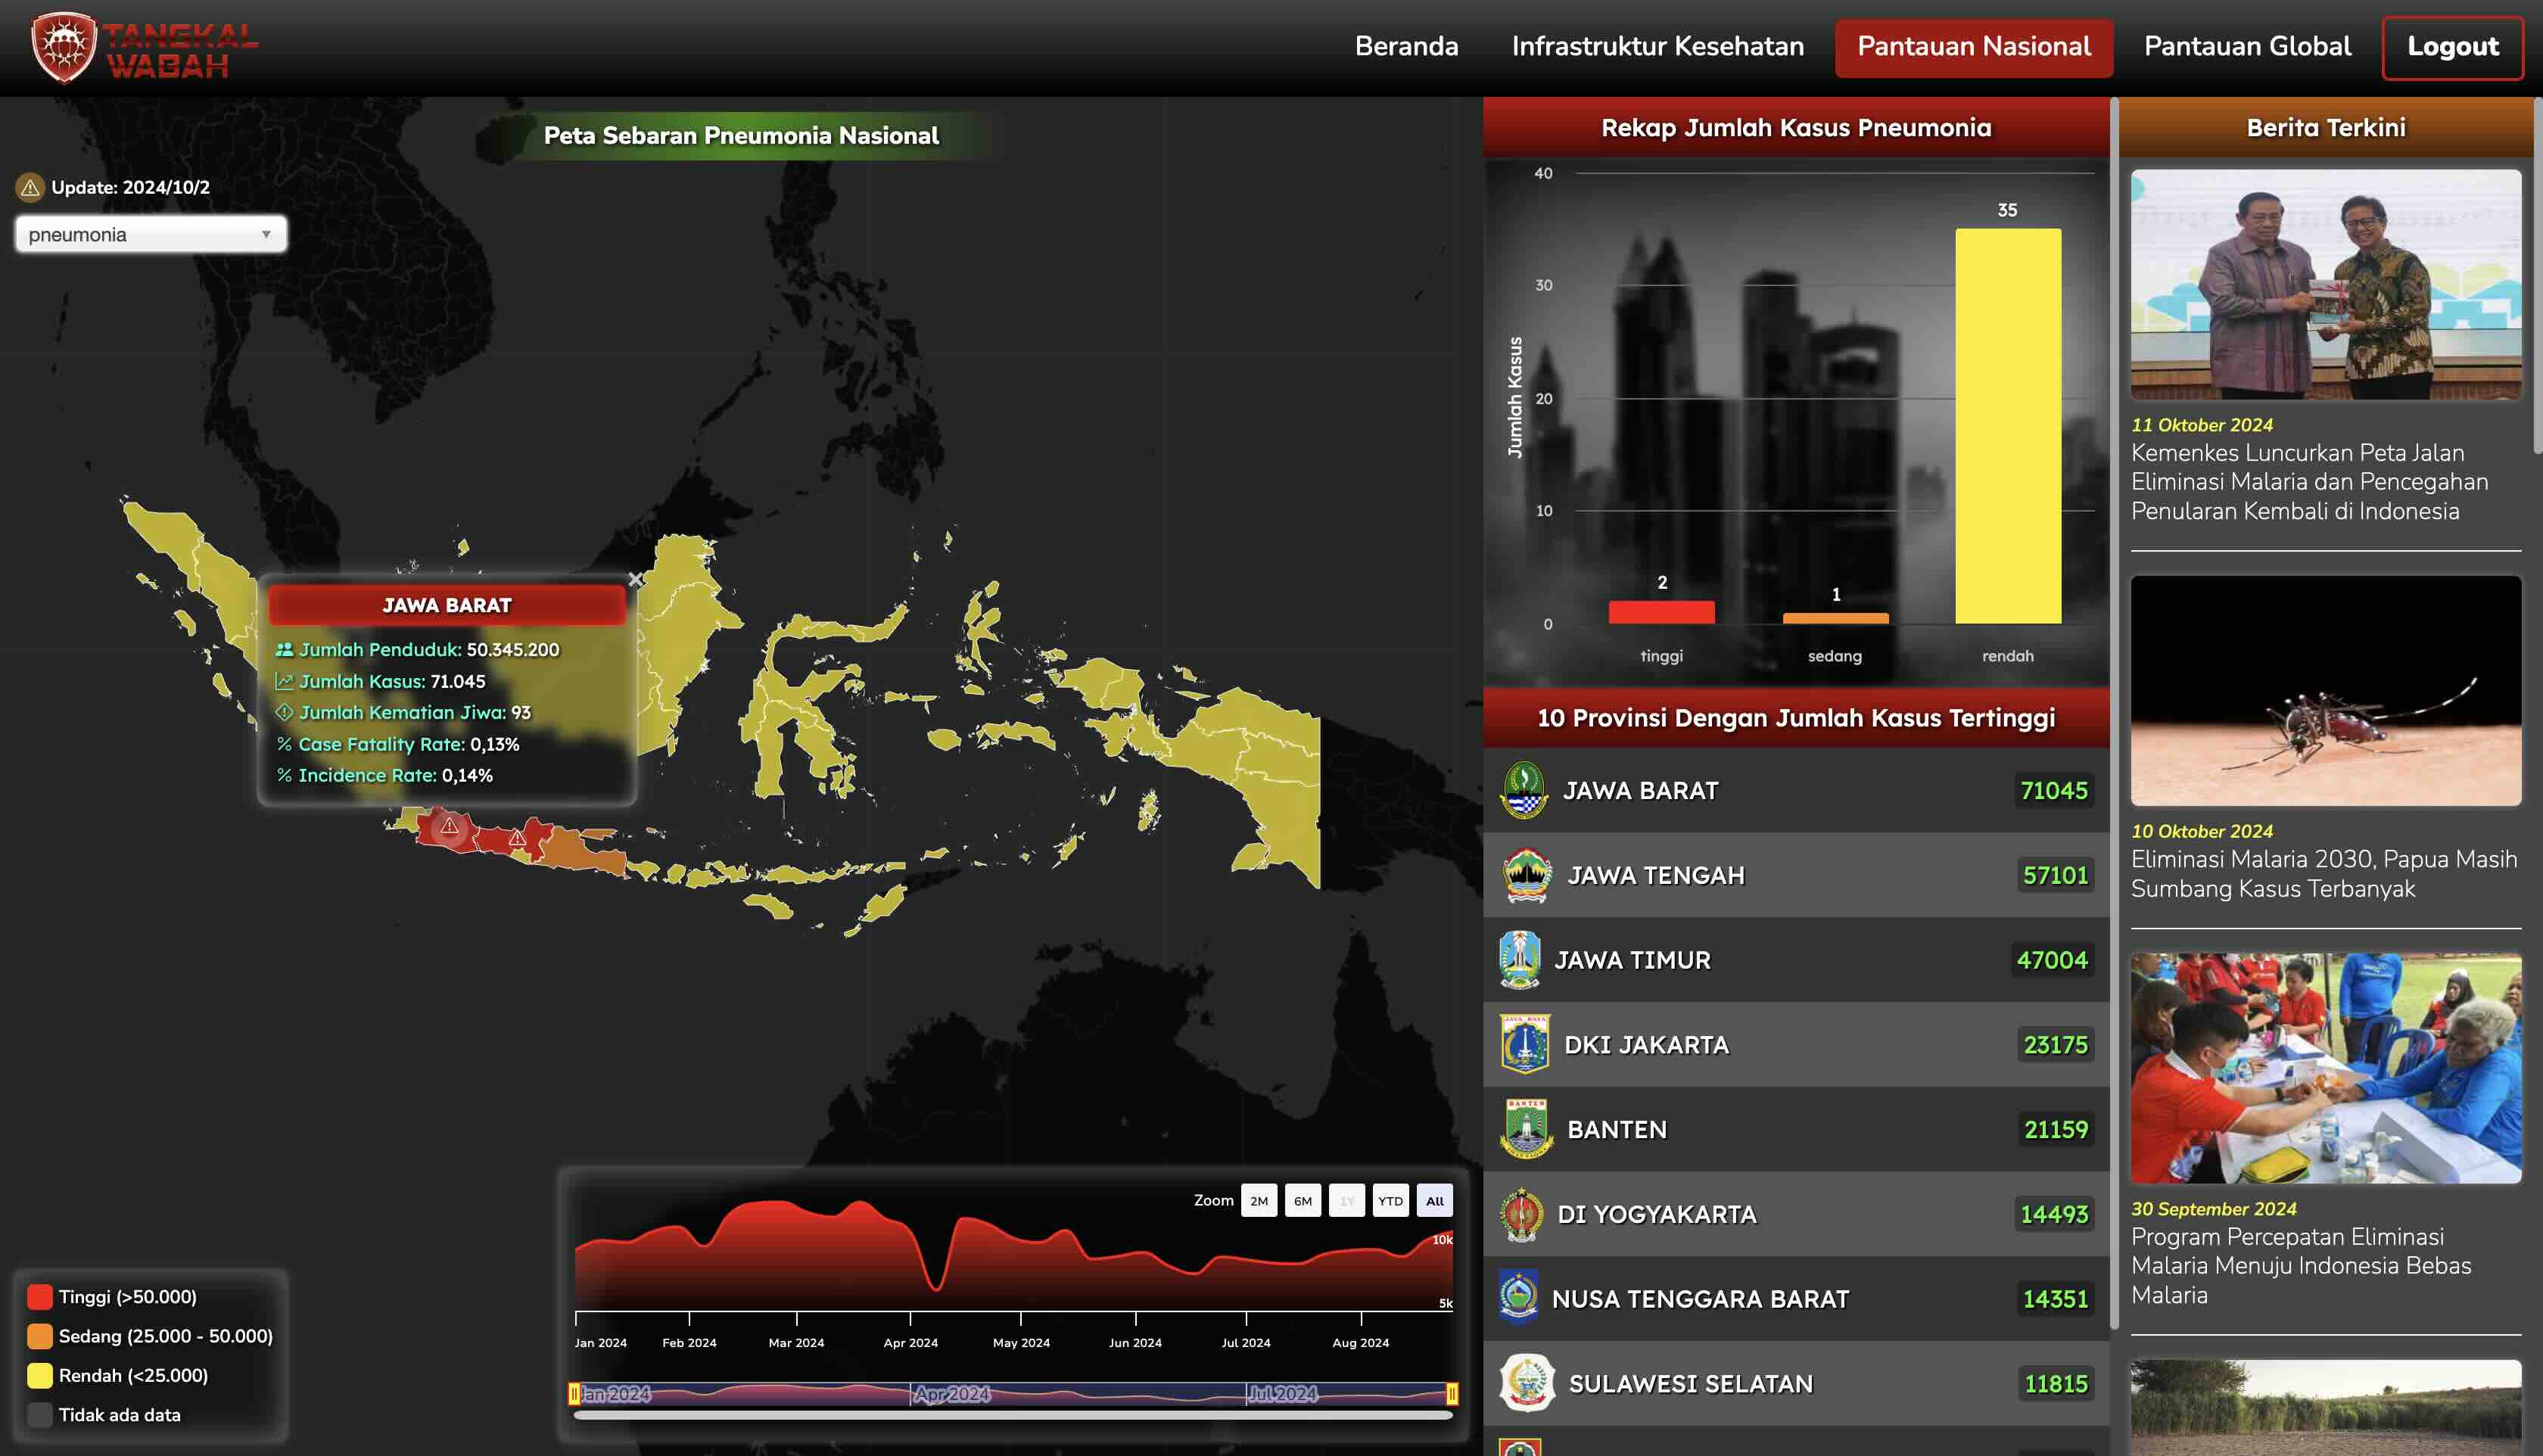 TANGKAL
WABAH
Beranda
Infrastruktur Kesehatan
Pantauan Nasional
Pantauan Global
Logout
Peta Sebaran Pneumonia Nasional
Update: 2024/10/2
pneumonia
JAWA BARAT
Jumlah Penduduk: 50.345.200
Jumlah Kasus: 71.045
Jumlah Kematian Jiwa: 93
% Case Fatality Rate: 0,13%
% Incidence Rate: 0,14%
Tinggi (>50.000)
Sedang (25.000 - 50.000)
Rendah (<25.000)
Tidak ada data
Zoom 2M 6M 1Y YTD All
10k
5k
Jan 2024 Feb 2024 Mar 2024 Apr 2024 May 2024 Jun 2024 Jul 2024 Aug 2024
Jan 2024 Apr 2024 Jul 2024
Rekap Jumlah Kasus Pneumonia
Jumlah Kasus
40
30
20
10
0
2
1
35
tinggi sedang rendah
10 Provinsi Dengan Jumlah Kasus Tertinggi
JAWA BARAT 71045
JAWA TENGAH 57101
JAWA TIMUR 47004
DKI JAKARTA 23175
BANTEN 21159
DI YOGYAKARTA 14493
NUSA TENGGARA BARAT 14351
SULAWESI SELATAN 11815
Berita Terkini
11 Oktober 2024
Kemenkes Luncurkan Peta Jalan
Eliminasi Malaria dan Pencegahan
Penularan Kembali di Indonesia
10 Oktober 2024
Eliminasi Malaria 2030, Papua Masih
Sumbang Kasus Terbanyak
30 September 2024
Program Percepatan Eliminasi
Malaria Menuju Indonesia Bebas
Malaria